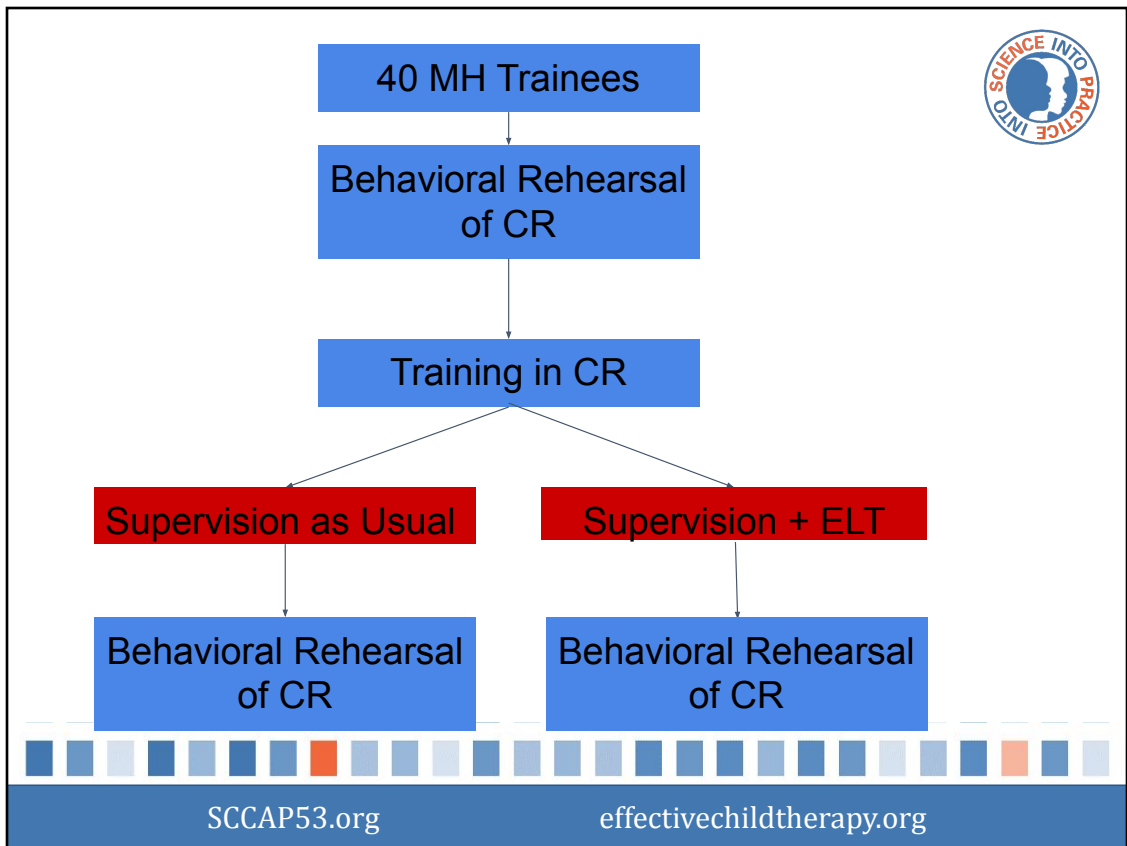 40 MH Trainees
SCIENCE INTO PRACTICE INTO
Behavioral Rehearsal
of CR
Training in CR
Supervision as Usual
Supervision + ELT
Behavioral Rehearsal
of CR
Behavioral Rehearsal
of CR
SCCAP53.org
effectivechildtherapy.org